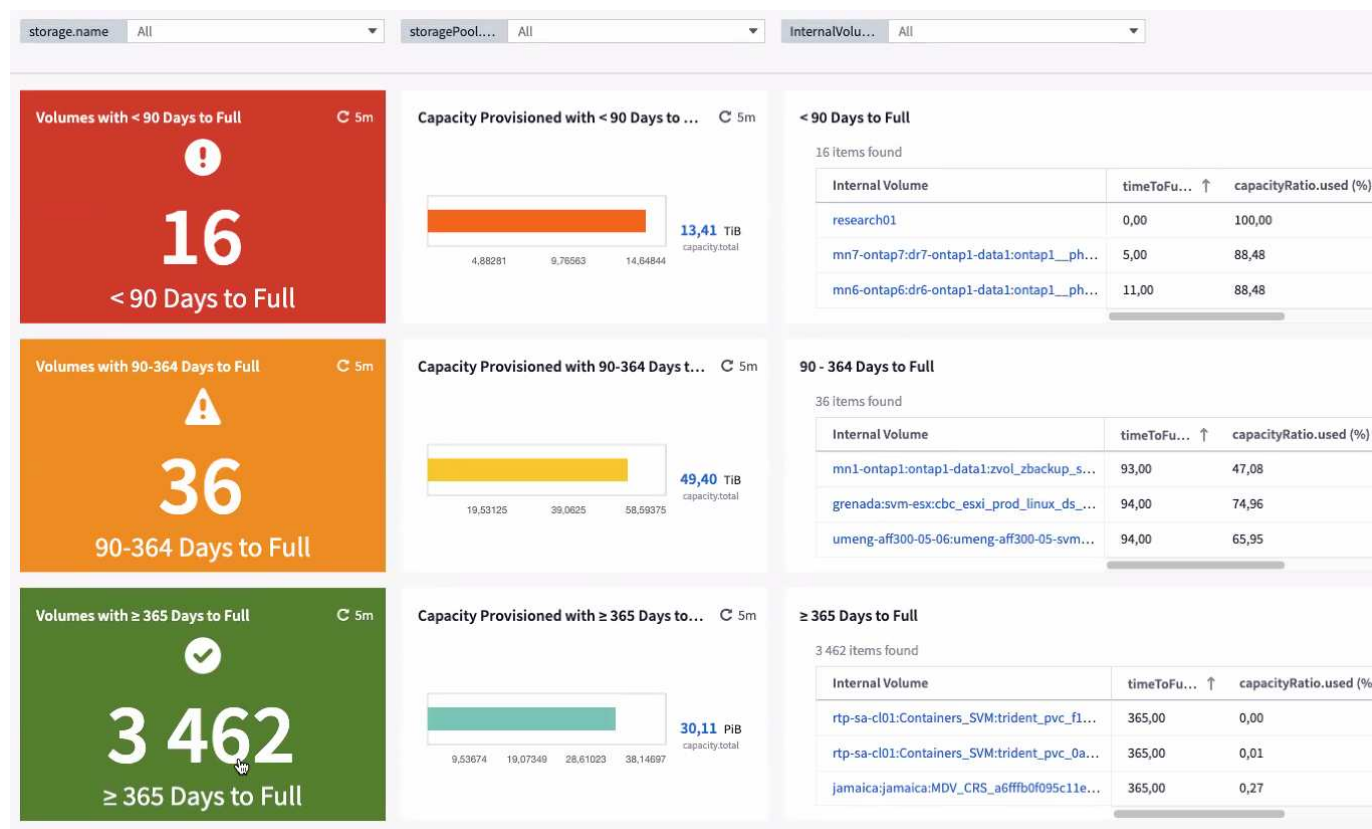 storage.name All storagePool.... All InternalVolu... All
Volumes with < 90 Days to Full 5m
16
< 90 Days to Full
Capacity Provisioned with < 90 Days to ... 5m
13,41 TiB
capacity.total
4,88281 9,76563 14,64844
< 90 Days to Full
16 items found
Internal Volume timeToFu... ↑ capacityRatio.used (%)
research01 0,00 100,00
mn7-ontap7:dr7-ontap1-data1:ontap1__ph... 5,00 88,48
mn6-ontap6:dr6-ontap1-data1:ontap1__ph... 11,00 88,48
Volumes with 90-364 Days to Full 5m
36
90-364 Days to Full
Capacity Provisioned with 90-364 Days t... 5m
49,40 TiB
capacity.total
19,53125 39,0625 58,59375
90 - 364 Days to Full
36 items found
Internal Volume timeToFu... ↑ capacityRatio.used (%)
mn1-ontap1:ontap1-data1:zvol_zbackup_s... 93,00 47,08
grenada:svm-esx:cbc_esxi_prod_linux_ds_... 94,00 74,96
umeng-aff300-05-06:umeng-aff300-05-svm... 94,00 65,95
Volumes with ≥ 365 Days to Full 5m
3 462
≥ 365 Days to Full
Capacity Provisioned with ≥ 365 Days to... 5m
30,11 PiB
capacity.total
9,53674 19,07349 28,61023 38,14697
≥ 365 Days to Full
3 462 items found
Internal Volume timeToFu... ↑ capacityRatio.used (%
rtp-sa-cl01:Containers_SVM:trident_pvc_f1... 365,00 0,00
rtp-sa-cl01:Containers_SVM:trident_pvc_0a... 365,00 0,01
jamaica:jamaica:MDV_CRS_a6fffb0f095c11e... 365,00 0,27